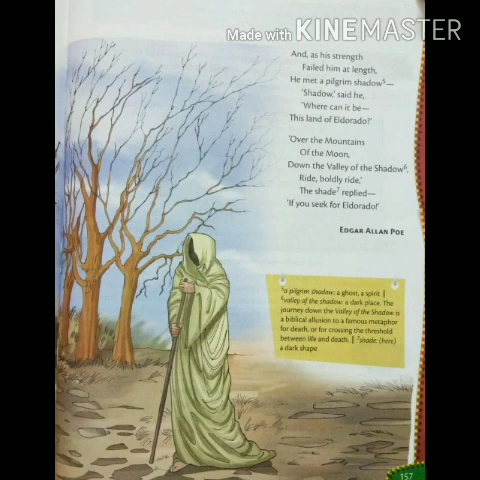 Made with KINEMASTER
And, as his strength
Failed him at length,
He met a pilgrim shadow⁵—
'Shadow,' said he,
'Where can it be—
This land of Eldorado?'
'Over the Mountains
Of the Moon,
Down the Valley of the Shadow⁶,
Ride, boldly ride,'
The shade⁷ replied—
'If you seek for Eldorado!'
EDGAR ALLAN POE
⁵a pilgrim shadow: a ghost, a spirit |
⁶valley of the shadow: a dark place. The
journey down the Valley of the Shadow is
a biblical allusion to a famous metaphor
for death, or for crossing the threshold
between life and death. | ⁷shade: (here)
a dark shape
157